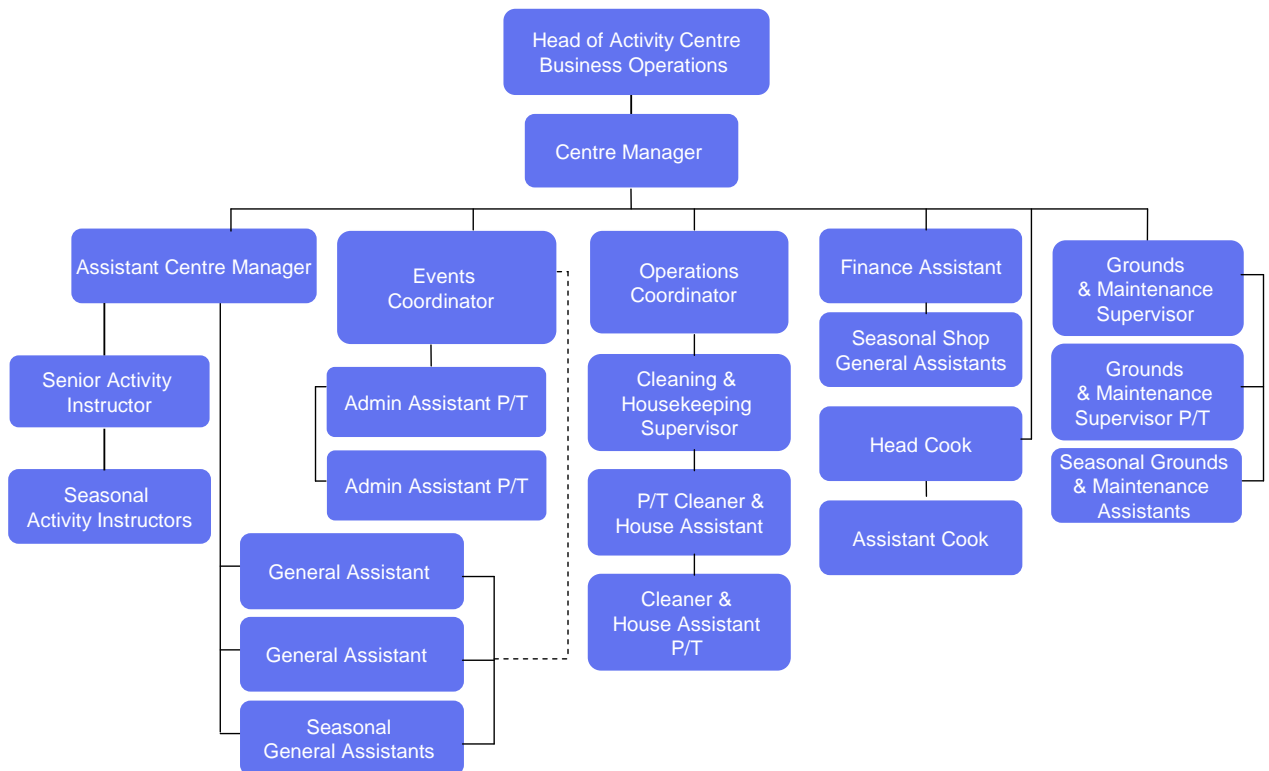 Head of Activity Centre
Business Operations
Centre Manager
Assistant Centre Manager
Events
Coordinator
Operations
Coordinator
Finance Assistant
Grounds
& Maintenance
Supervisor
Senior Activity
Instructor
Seasonal
Activity Instructors
Admin Assistant P/T
Admin Assistant P/T
General Assistant
General Assistant
Seasonal
General Assistants
Cleaning &
Housekeeping
Supervisor
P/T Cleaner &
House Assistant
Cleaner &
House Assistant
P/T
Seasonal Shop
General Assistants
Head Cook
Assistant Cook
Grounds
& Maintenance
Supervisor P/T
Seasonal Grounds
& Maintenance
Assistants